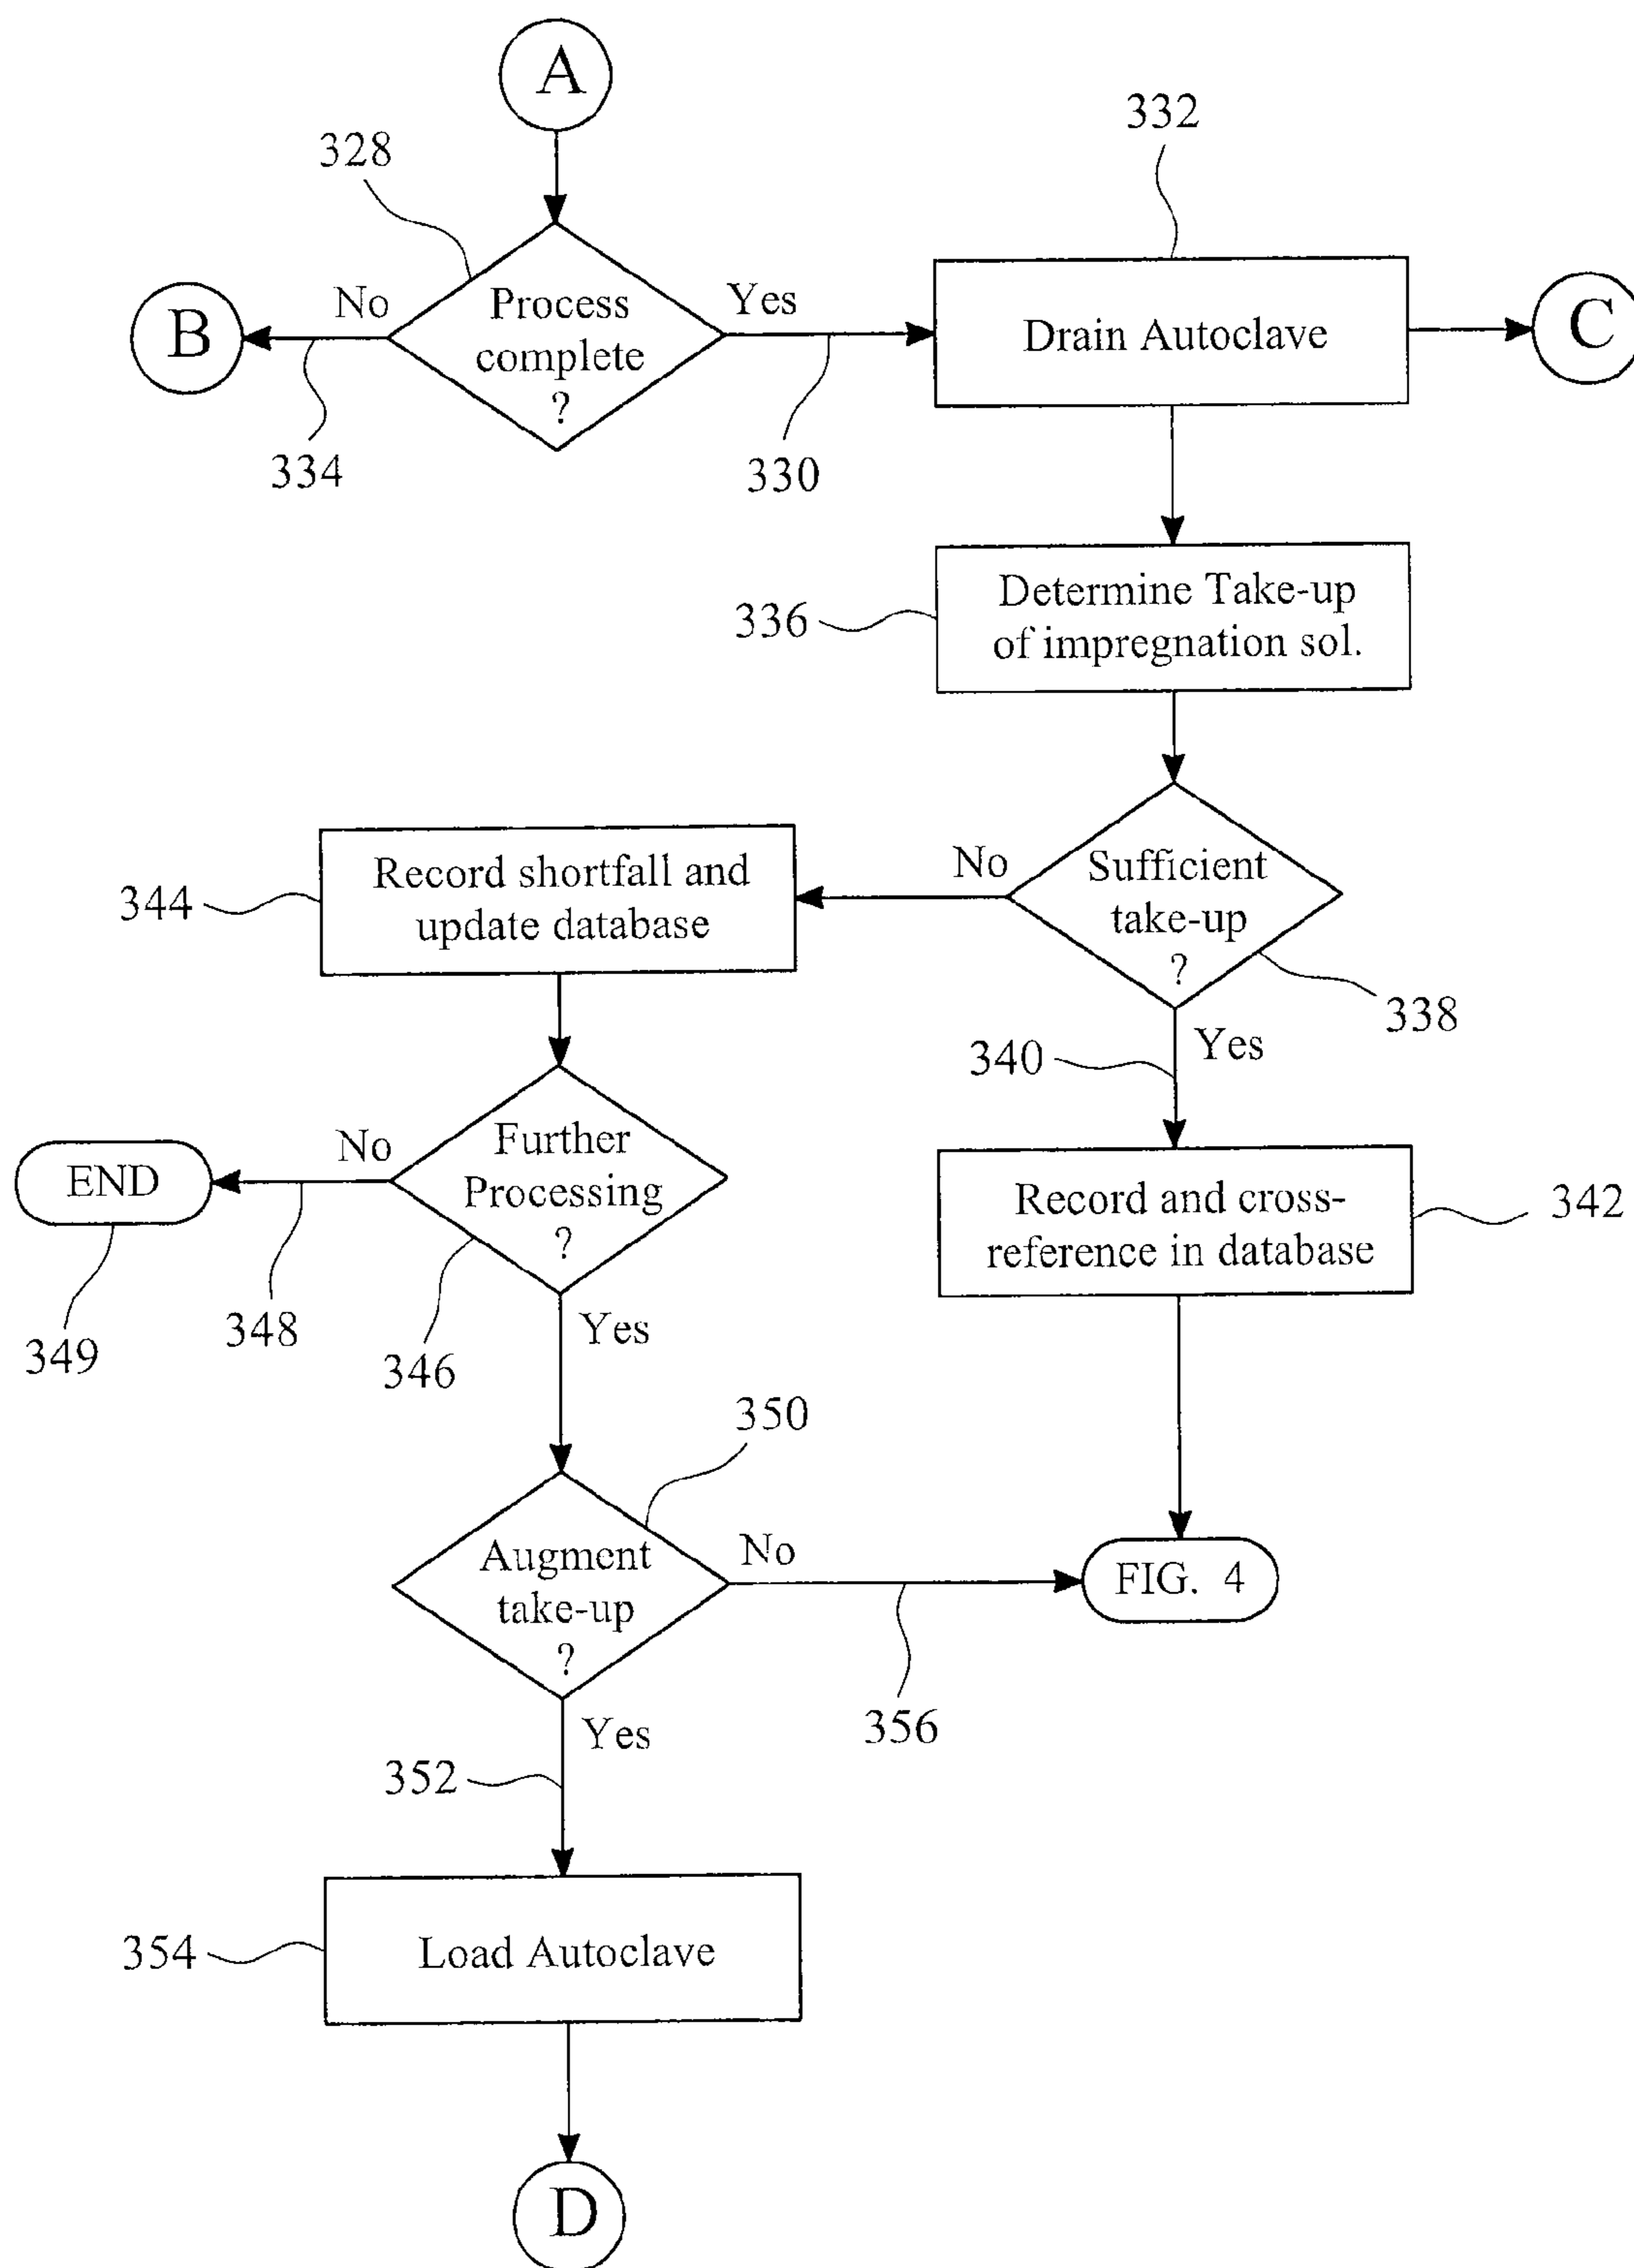 A
332
328
No
Process
complete
?
Yes
Drain Autoclave
B
C
334
330
Determine Take-up
of impregnation sol.
336
Record shortfall and
update database
344
No
Sufficient
take-up
?
338
340
Yes
Further
Processing
?
No
END
Record and cross-
reference in database
342
349
348
346
Yes
350
Augment
take-up
?
No
FIG. 4
356
Yes
352
Load Autoclave
354
D